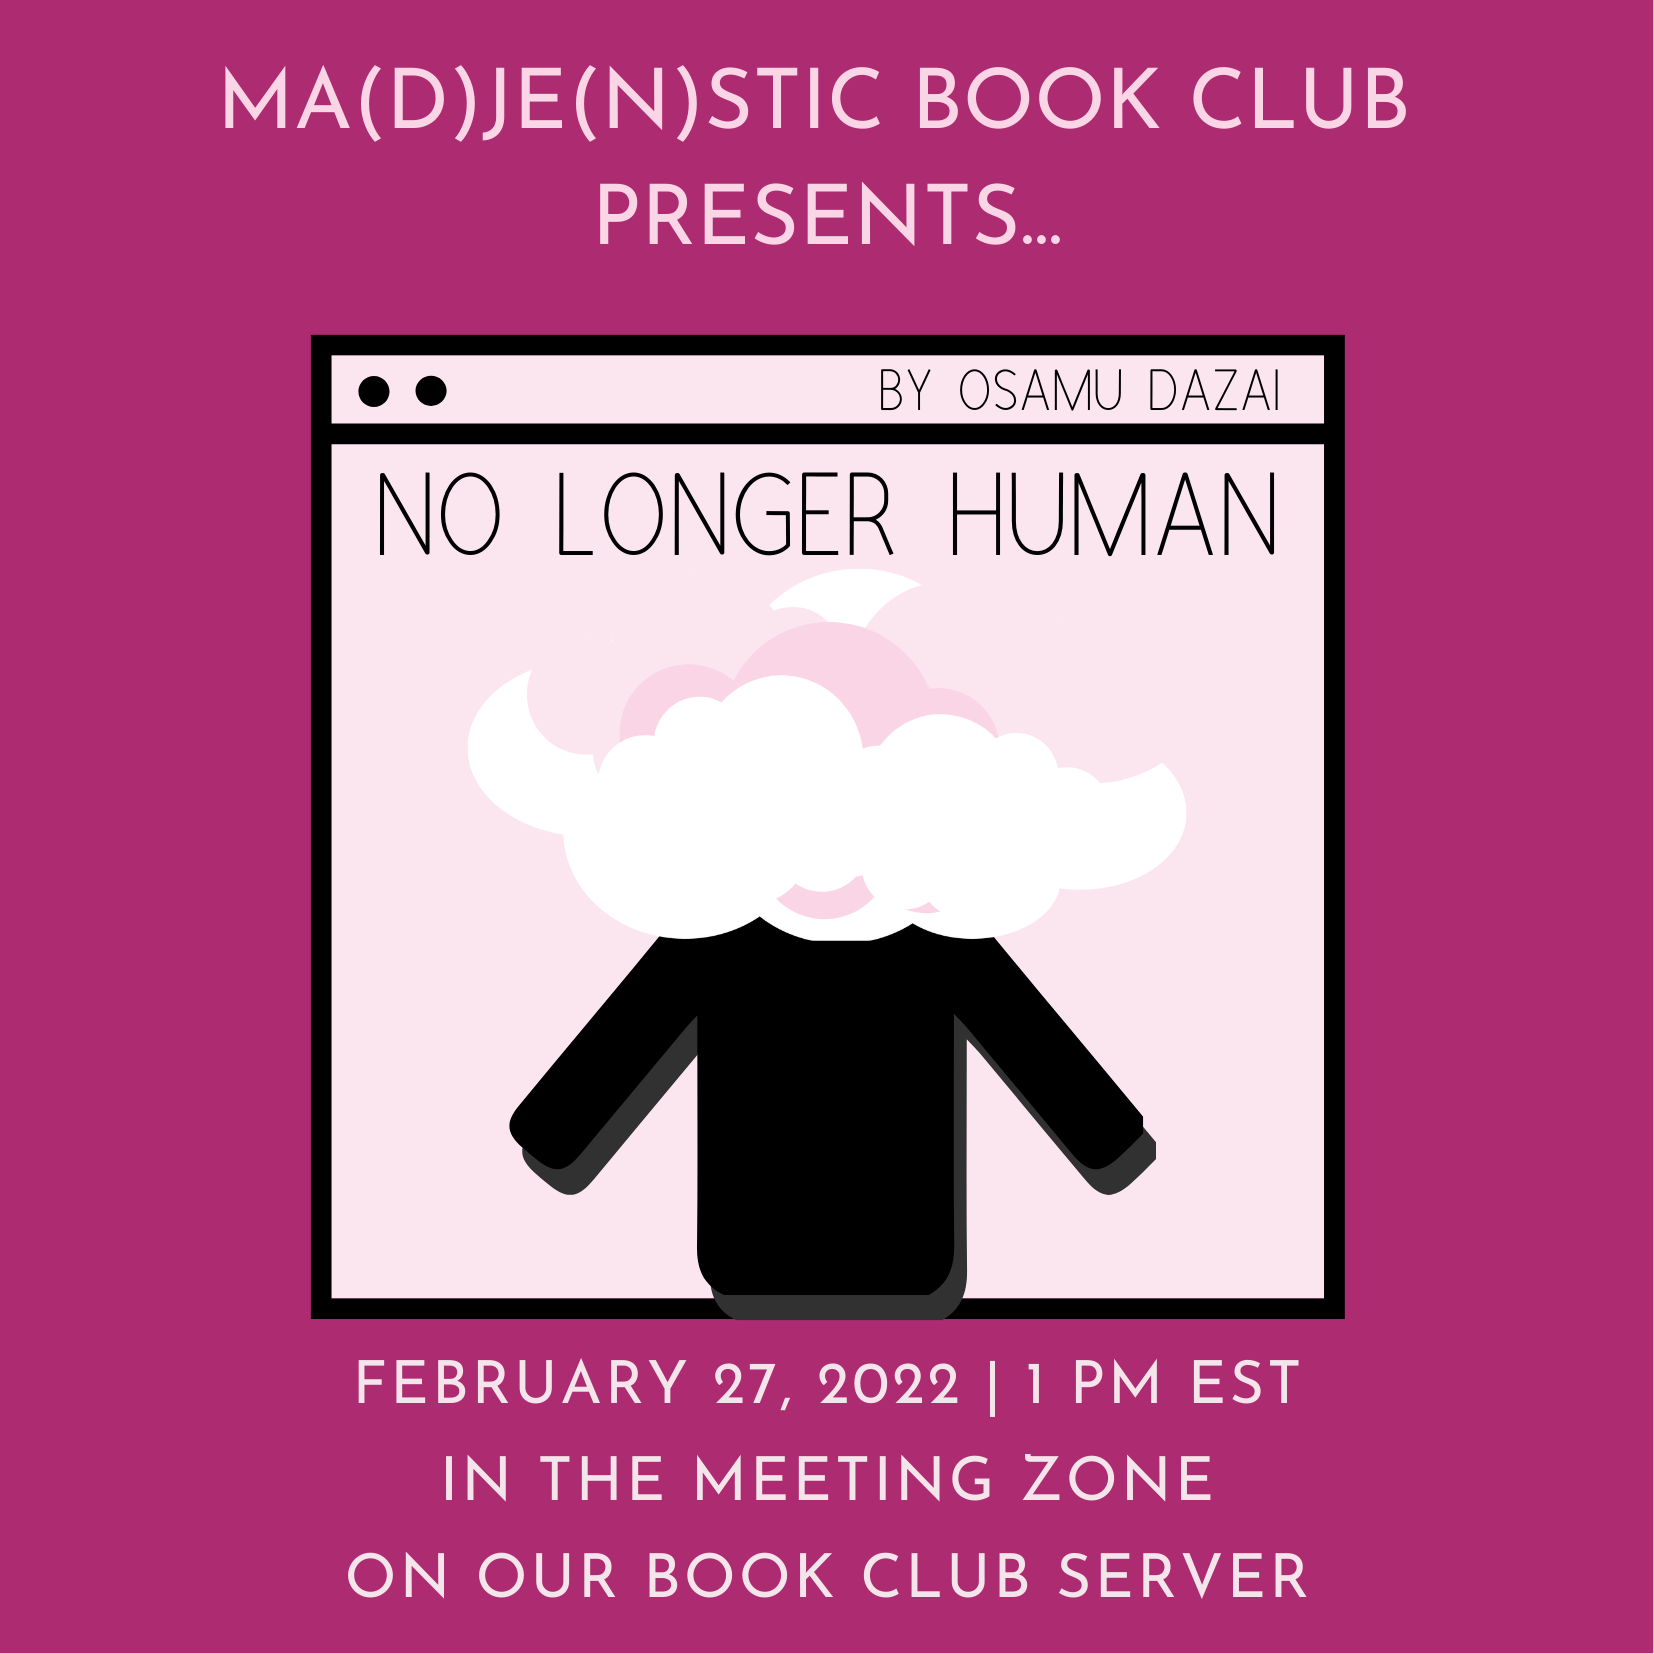 MA(D)JE(N)STIC BOOK CLUB
PRESENTS...
BY OSAMU DAZAI
NO LONGER HUMAN
FEBRUARY 27, 2022 | 1 PM EST
IN THE MEETING ZONE
ON OUR BOOK CLUB SERVER